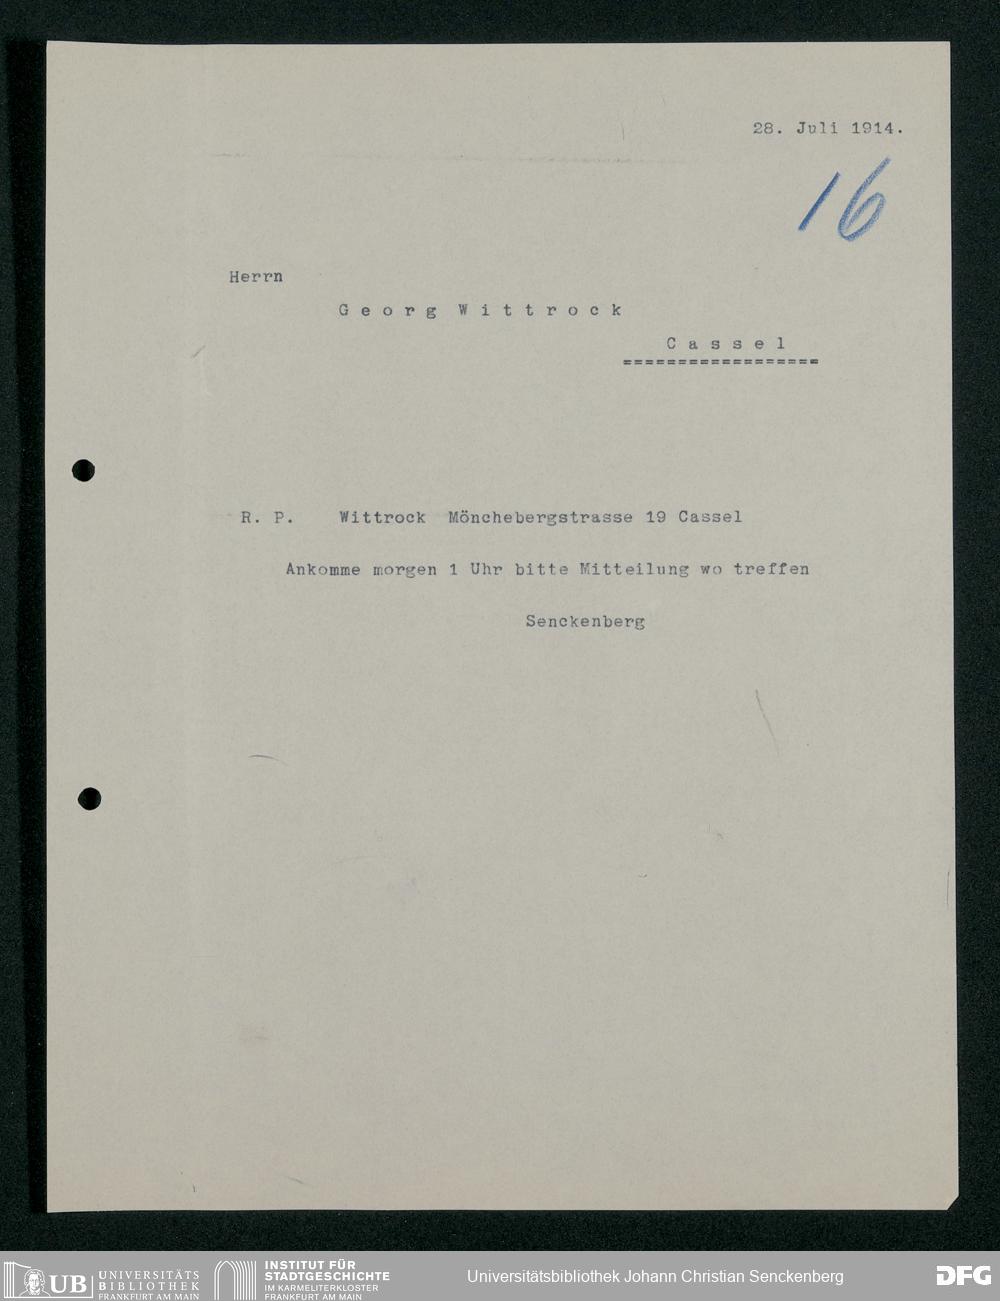 28. Juli 1914.
16
Herrn
Georg Wittrock
Cassel
=================
R. P. Wittrock Mönchebergstrasse 19 Cassel
Ankomme morgen 1 Uhr bitte Mitteilung wo treffen
Senckenberg
UB UNIVERSITÄTS
BIBLIOTHEK
FRANKFURT AM MAIN
INSTITUT FÜR
STADTGESCHICHTE
IM KARMELITERKLOSTER
FRANKFURT AM MAIN
Universitätsbibliothek Johann Christian Senckenberg
DFG